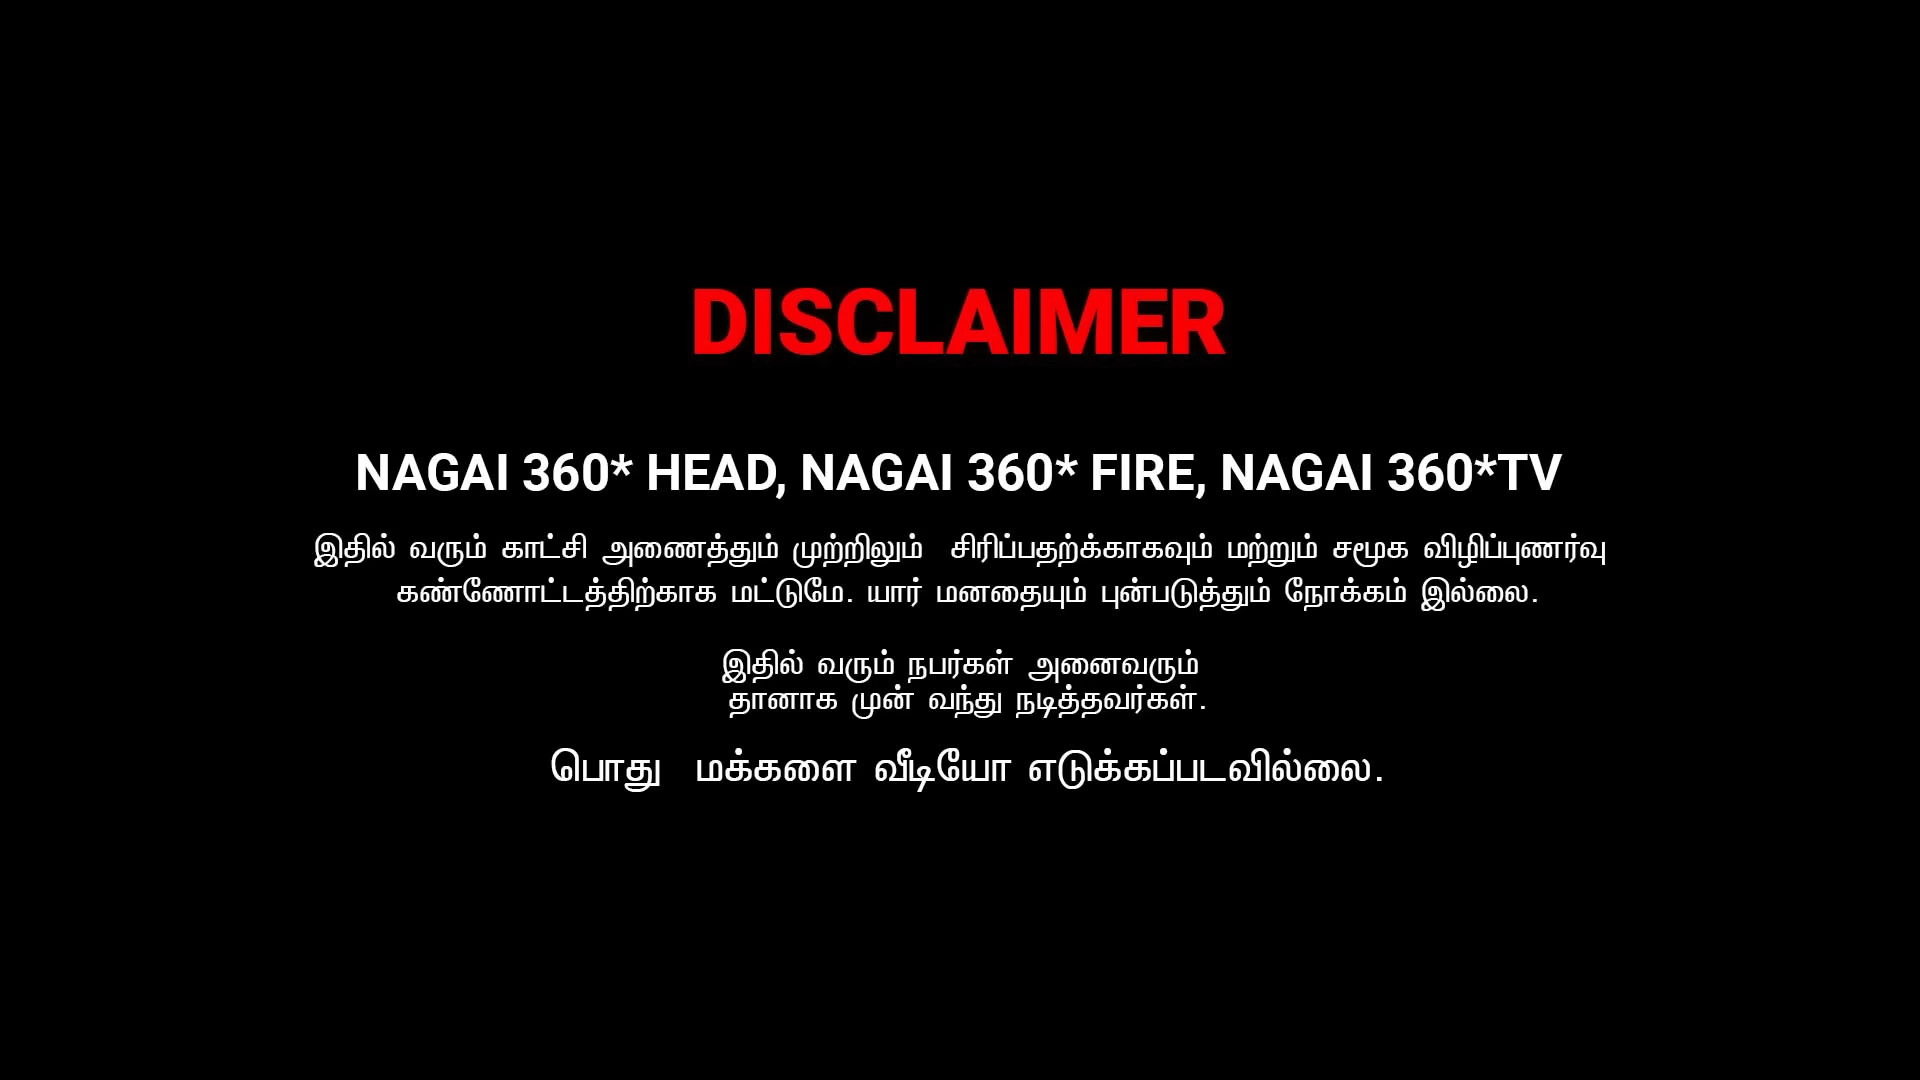 DISCLAIMER
NAGAI 360* HEAD, NAGAI 360* FIRE, NAGAI 360*TV
இதில் வரும் காட்சி அணைத்தும் முற்றிலும் சிரிப்பதற்க்காகவும் மற்றும் சமூக விழிப்புணர்வு
கண்ணோட்டத்திற்காக மட்டுமே. யார் மனதையும் புன்படுத்தும் நோக்கம் இல்லை.
இதில் வரும் நபர்கள் அனைவரும்
தானாக முன் வந்து நடித்தவர்கள்.
பொது மக்களை வீடியோ எடுக்கப்படவில்லை.